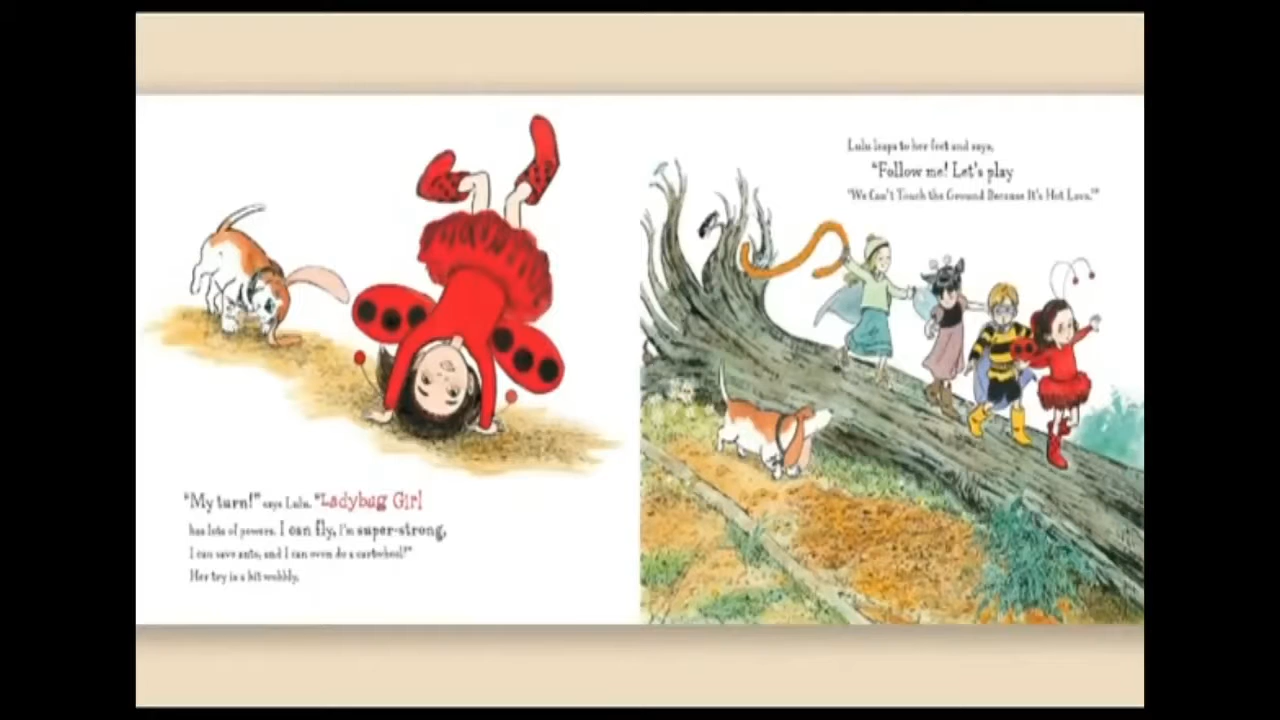 "My turn!" says Lulu. "Ladybug Girl
has lots of powers. I can fly, I'm super-strong,
I can save ants, and I can even do a cartwheel!"
Her try is a bit wobbly.
Lulu leaps to her feet and says,
"Follow me! Let's play
'We Can't Touch the Ground Because It's Hot Lava.'"